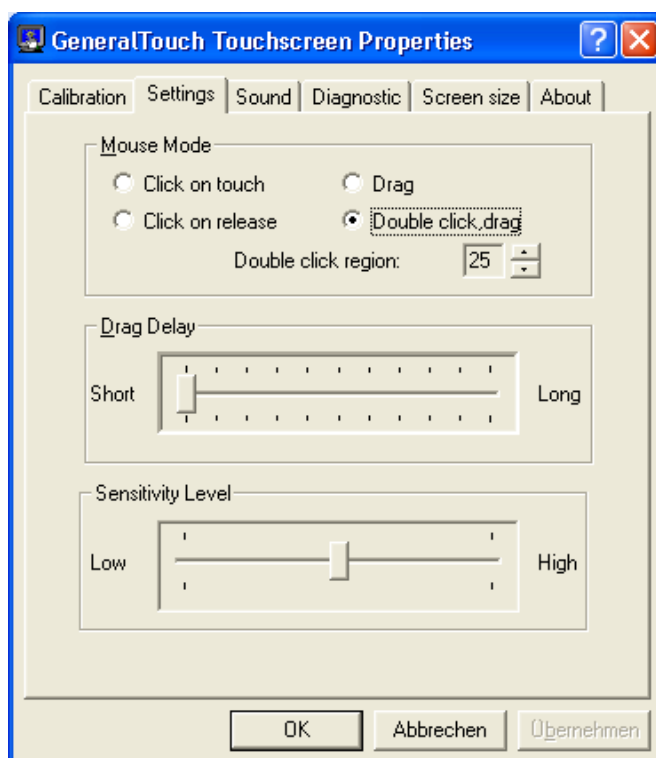 GeneralTouch Touchscreen Properties
Calibration Settings Sound Diagnostic Screen size About
Mouse Mode
Click on touch Drag
Click on release Double click,drag
Double click region: 25
Drag Delay
Short Long
Sensitivity Level
Low High
OK Abbrechen Übernehmen